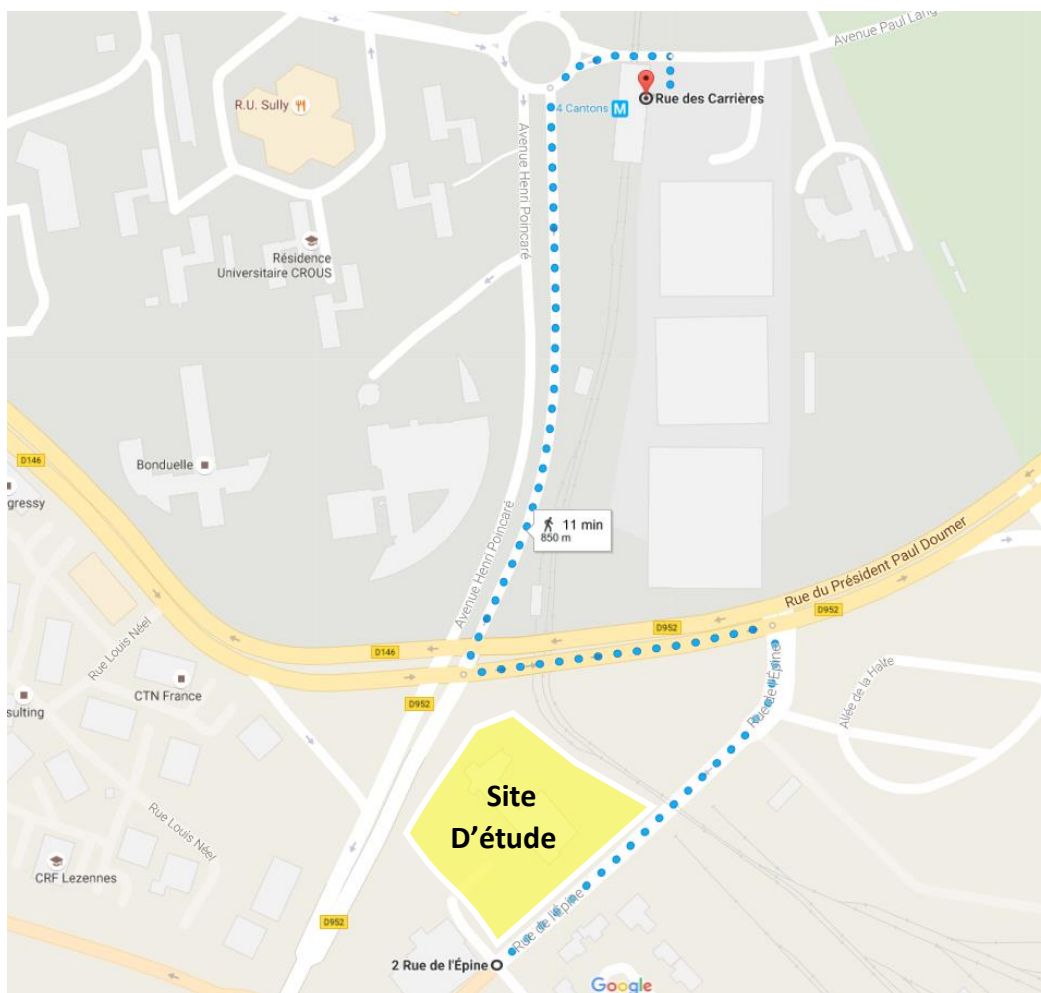 Avenue Paul Lang
R.U. Sully
4 Cantons
M
Rue des Carrières
Avenue Henri Poincaré
Résidence
Universitaire CROUS
D146
Bonduelle
gressy
11 min
850 m
Avenue Henri Poincaré
Rue du Président Paul Doumer
D952
D952
D146
Rue Louis Néel
CTN France
sulting
D952
Rue de l'Épine
Allée de la Halte
Site
D'étude
Rue Louis Néel
CRF Lezennes
D952
Rue de l'Épine
2 Rue de l'Épine
Google